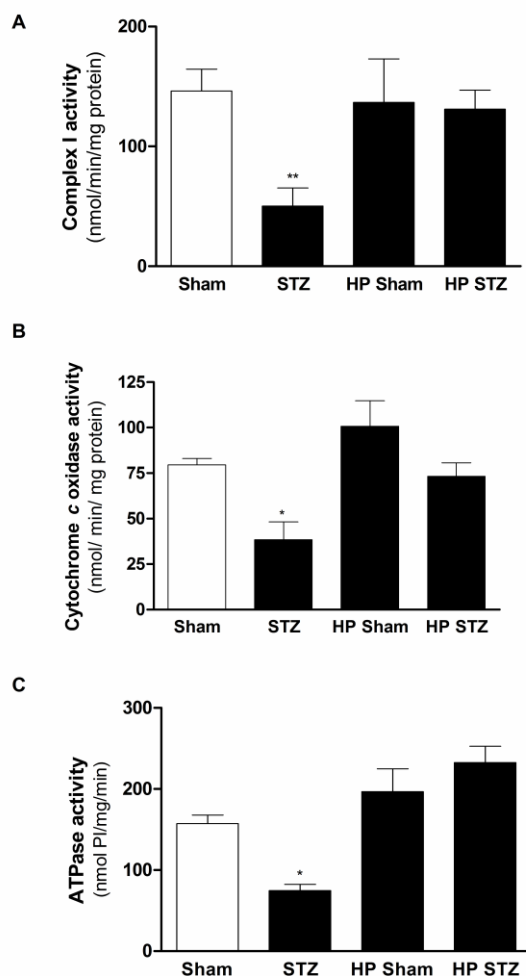 A
Complex I activity
(nmol/min/mg protein)
200
100
0
**
Sham STZ HP Sham HP STZ
B
Cytochrome c oxidase activity
(nmol/ min/ mg protein)
125
100
75
50
25
0
*
Sham STZ HP Sham HP STZ
C
ATPase activity
(nmol PI/mg/min)
300
200
100
0
*
Sham STZ HP Sham HP STZ